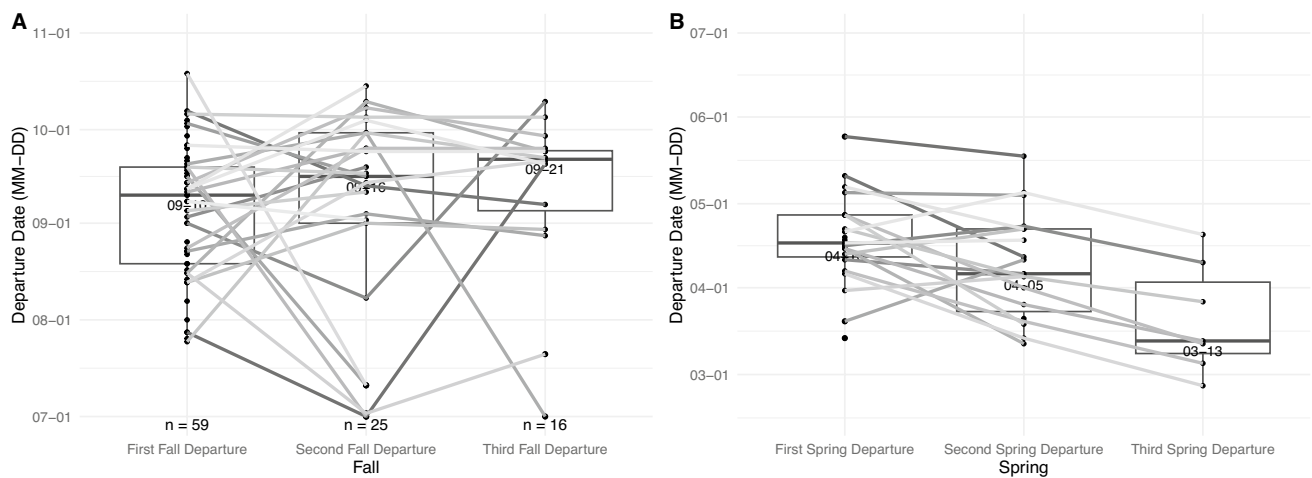 A
11−01
10−01
09−01
08−01
07−01
Departure Date (MM−DD)
09−16
09−21
n = 59
n = 25
n = 16
First Fall Departure
Second Fall Departure
Third Fall Departure
Fall
B
07−01
06−01
05−01
04−01
03−01
Departure Date (MM−DD)
04−05
03−13
First Spring Departure
Second Spring Departure
Third Spring Departure
Spring